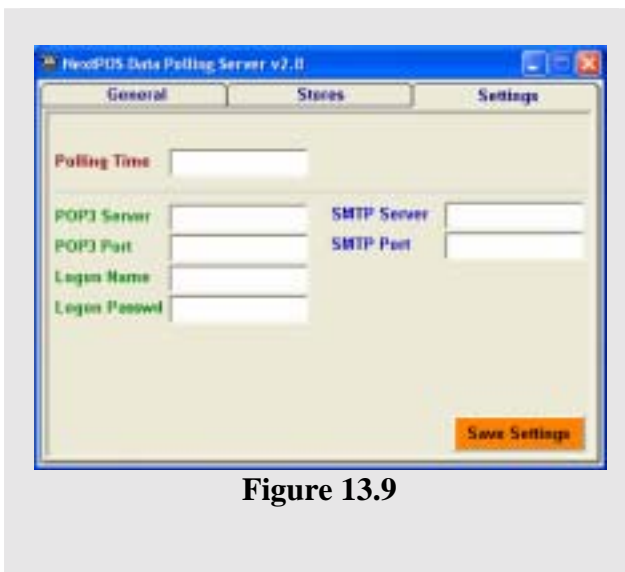 NextPOS Data Polling Server v2.0
General Stores Settings
Polling Time
POP3 Server SMTP Server
POP3 Port SMTP Port
Logon Name
Logon Passwd
Save Settings
Figure 13.9